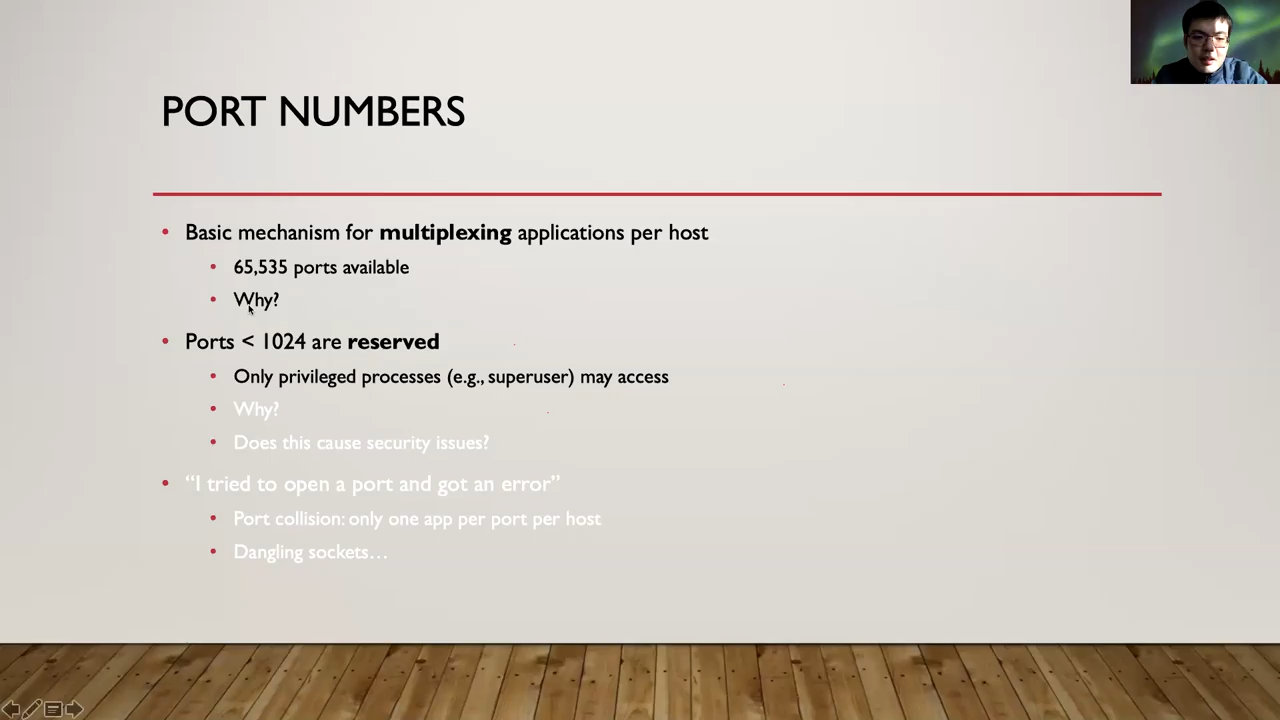 PORT NUMBERS
• Basic mechanism for multiplexing applications per host
• 65,535 ports available
• Why?
• Ports < 1024 are reserved
• Only privileged processes (e.g., superuser) may access
• Why?
• Does this cause security issues?
• “I tried to open a port and got an error”
• Port collision: only one app per port per host
• Dangling sockets…